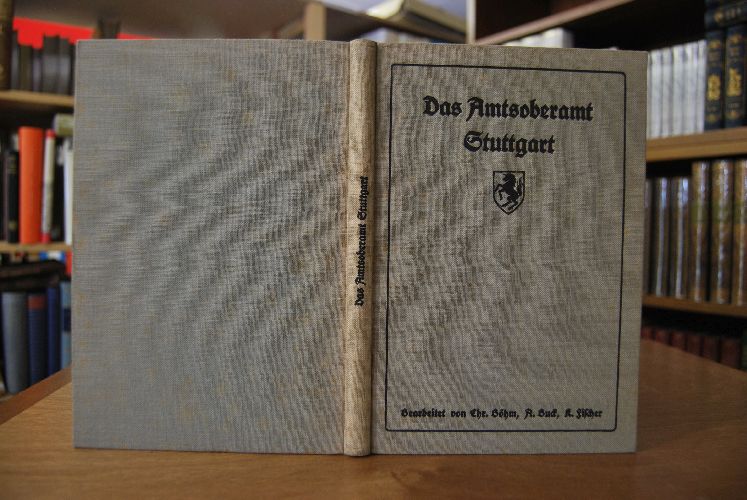 Das Amtsoberamt
Stuttgart
Bearbeitet von Chr. Böhm, A. Buck, K. Fischer
Das Amtsoberamt Stuttgart